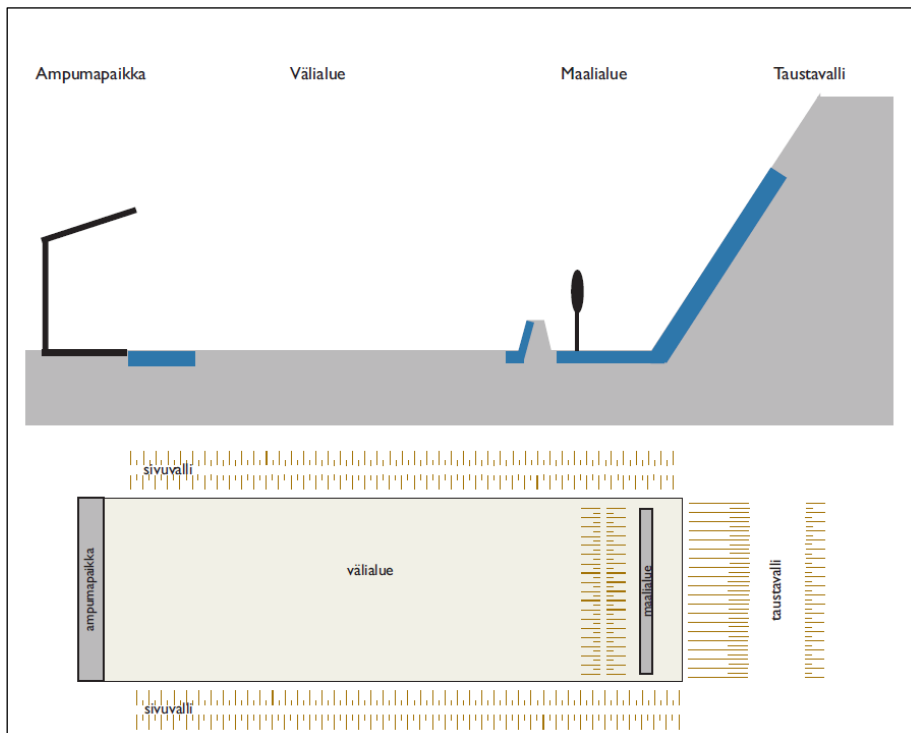 Ampumapaikka Välialue Maalialue Taustavalli
sivuvalli
ampumapaikka
välialue
maalialue
taustavalli
sivuvalli